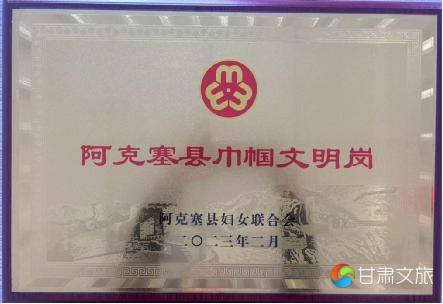 阿克塞县巾帼文明岗
阿克塞县妇女联合会
二〇二三年二月
甘肃文旅